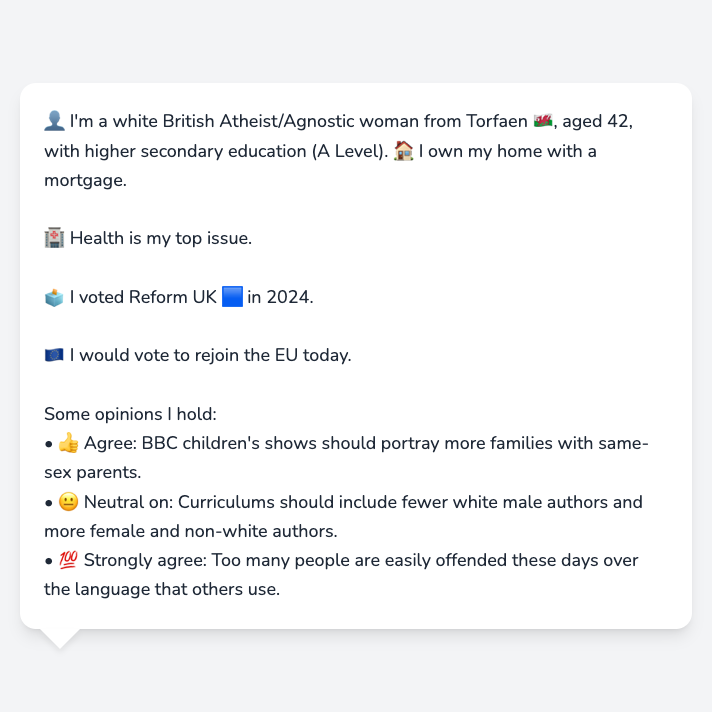 👤 I'm a white British Atheist/Agnostic woman from Torfaen 🏴󠁧󠁢󠁷󠁬󠁳󠁿, aged 42,
with higher secondary education (A Level). 🏠 I own my home with a
mortgage.
🏥 Health is my top issue.
🗳️ I voted Reform UK 🟦 in 2024.
🇪🇺 I would vote to rejoin the EU today.
Some opinions I hold:
• 👍 Agree: BBC children's shows should portray more families with same-
sex parents.
• 😐 Neutral on: Curriculums should include fewer white male authors and
more female and non-white authors.
• 💯 Strongly agree: Too many people are easily offended these days over
the language that others use.